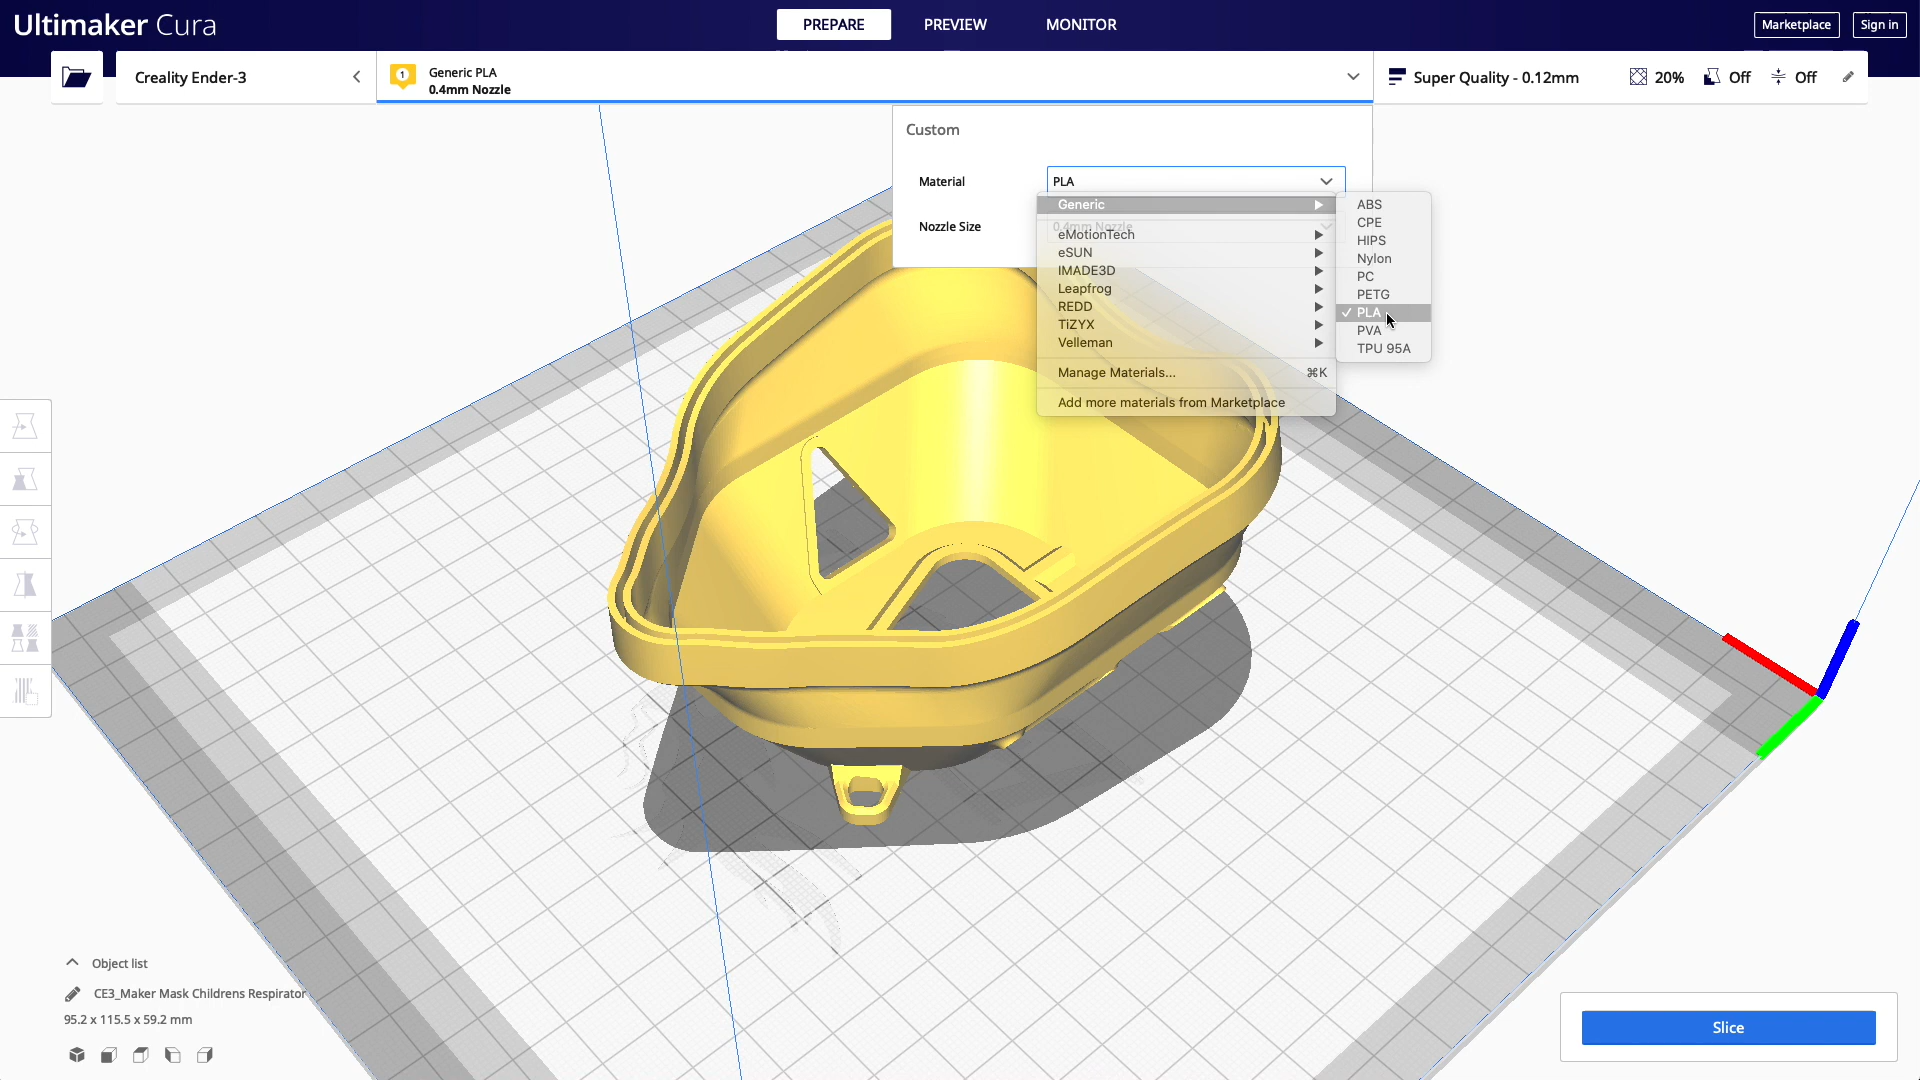 Ultimaker Cura
PREPARE
PREVIEW
MONITOR
Marketplace
Sign in
Creality Ender-3
1
Generic PLA
0.4mm Nozzle
Super Quality - 0.12mm
20%
Off
Off
Custom
Material
PLA
Nozzle Size
0.4mm Nozzle
Generic
eMotionTech
eSUN
IMADE3D
Leapfrog
REDD
TiZYX
Velleman
Manage Materials... ⌘K
Add more materials from Marketplace
ABS
CPE
HIPS
Nylon
PC
PETG
✓ PLA
PVA
TPU 95A
Object list
CE3_Maker Mask Childrens Respirator
95.2 x 115.5 x 59.2 mm
Slice